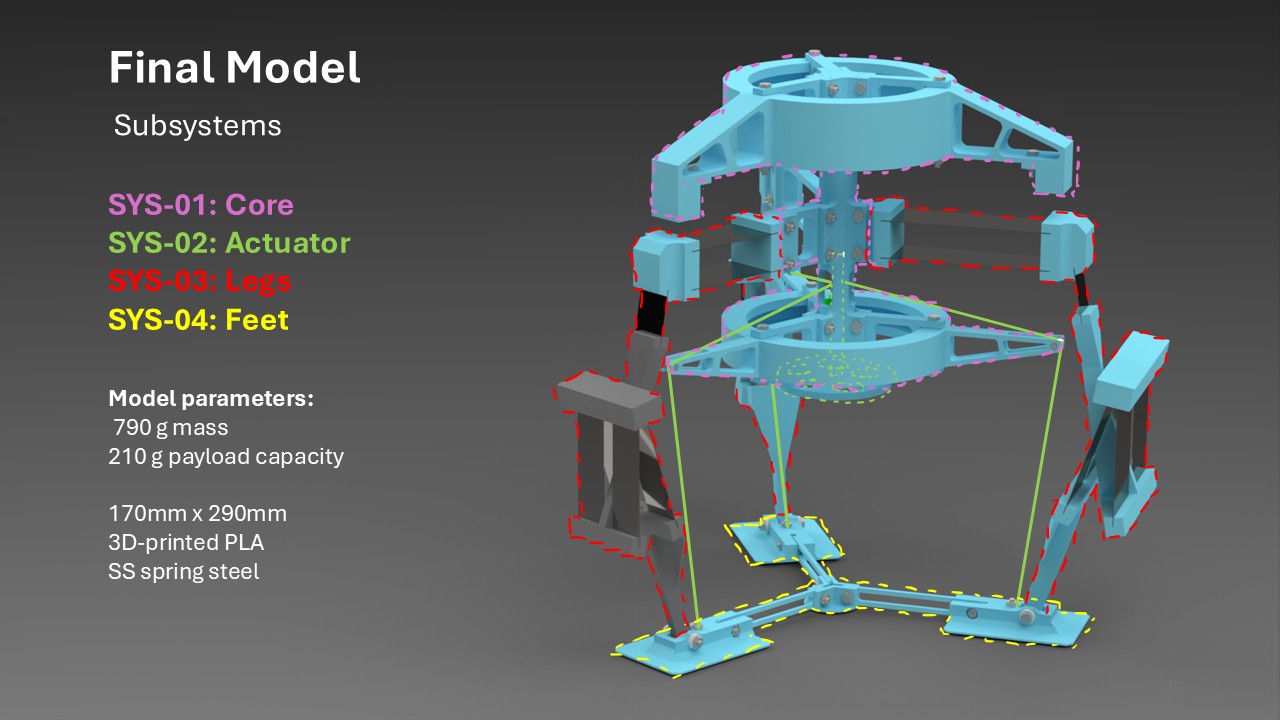 Final Model
Subsystems
SYS-01: Core
SYS-02: Actuator
SYS-03: Legs
SYS-04: Feet
Model parameters:
790 g mass
210 g payload capacity
170mm x 290mm
3D-printed PLA
SS spring steel
20